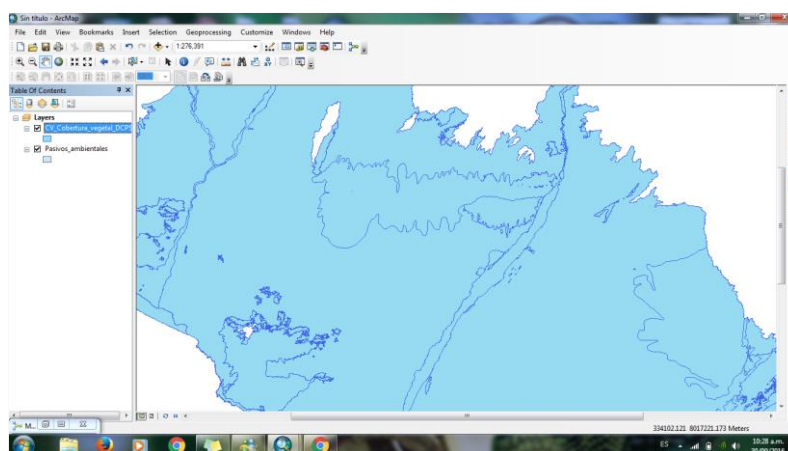 Sin título - ArcMap
File Edit View Bookmarks Insert Selection Geoprocessing Customize Windows Help
1:276,391
Table Of Contents
Layers
CV_Cobertura_vegetal_DCPS
Pasivos_ambientales
334102.121 8017221.173 Meters
ES
10:28 a.m.